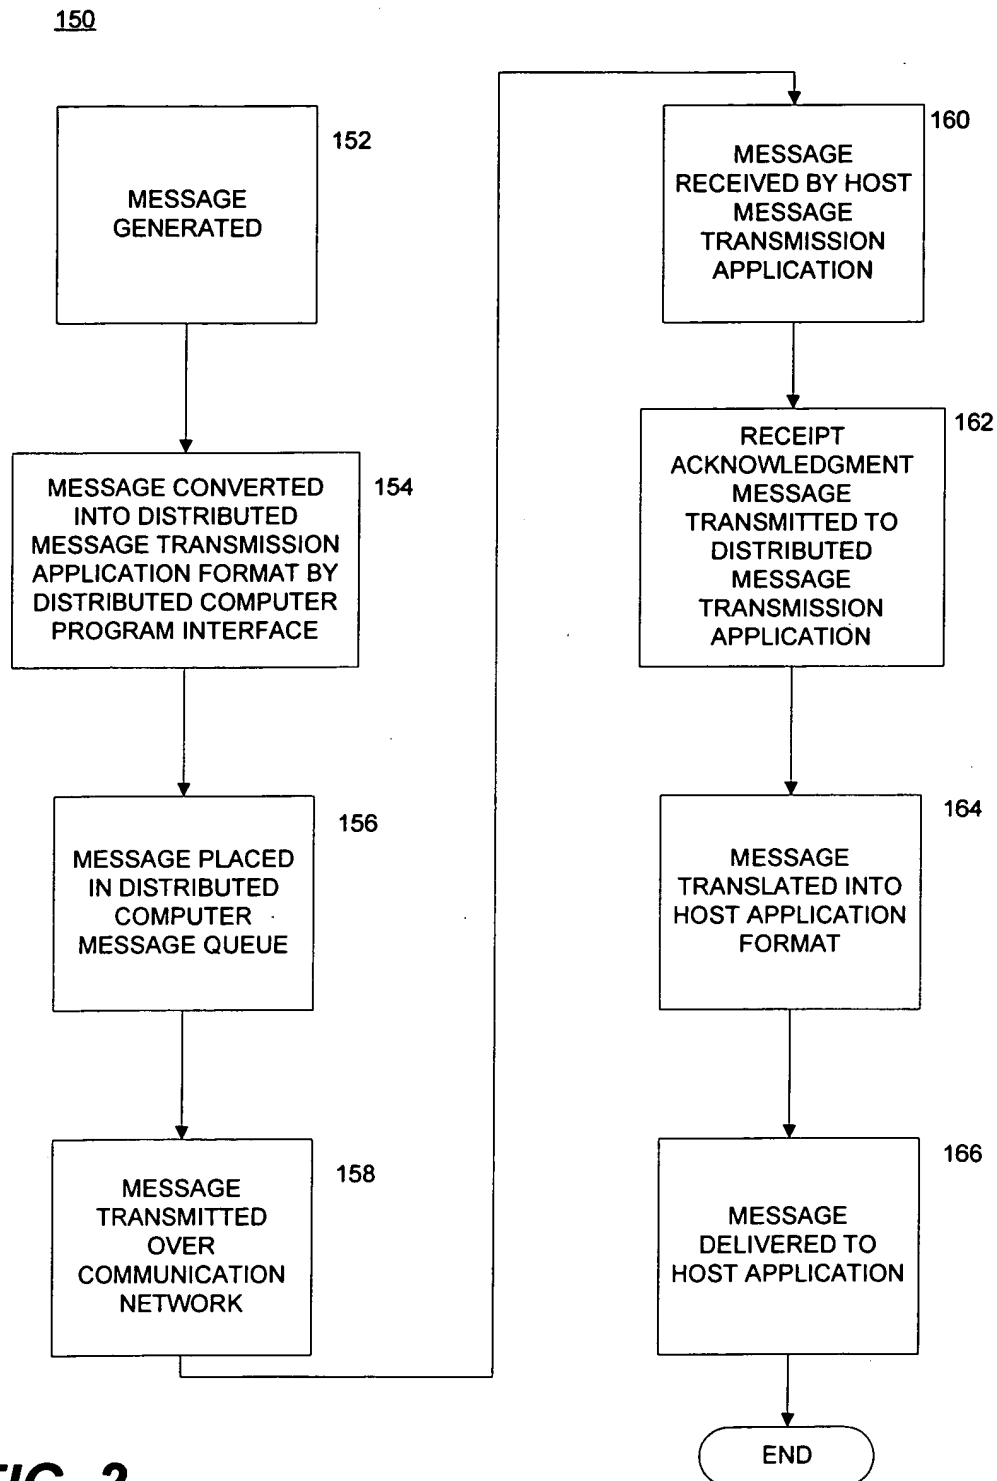 150
152
MESSAGE
GENERATED
154
MESSAGE CONVERTED
INTO DISTRIBUTED
MESSAGE TRANSMISSION
APPLICATION FORMAT BY
DISTRIBUTED COMPUTER
PROGRAM INTERFACE
156
MESSAGE PLACED
IN DISTRIBUTED
COMPUTER
MESSAGE QUEUE
158
MESSAGE
TRANSMITTED
OVER
COMMUNICATION
NETWORK
160
MESSAGE
RECEIVED BY HOST
MESSAGE
TRANSMISSION
APPLICATION
162
RECEIPT
ACKNOWLEDGMENT
MESSAGE
TRANSMITTED TO
DISTRIBUTED
MESSAGE
TRANSMISSION
APPLICATION
164
MESSAGE
TRANSLATED INTO
HOST APPLICATION
FORMAT
166
MESSAGE
DELIVERED TO
HOST APPLICATION
END
FIG. 2